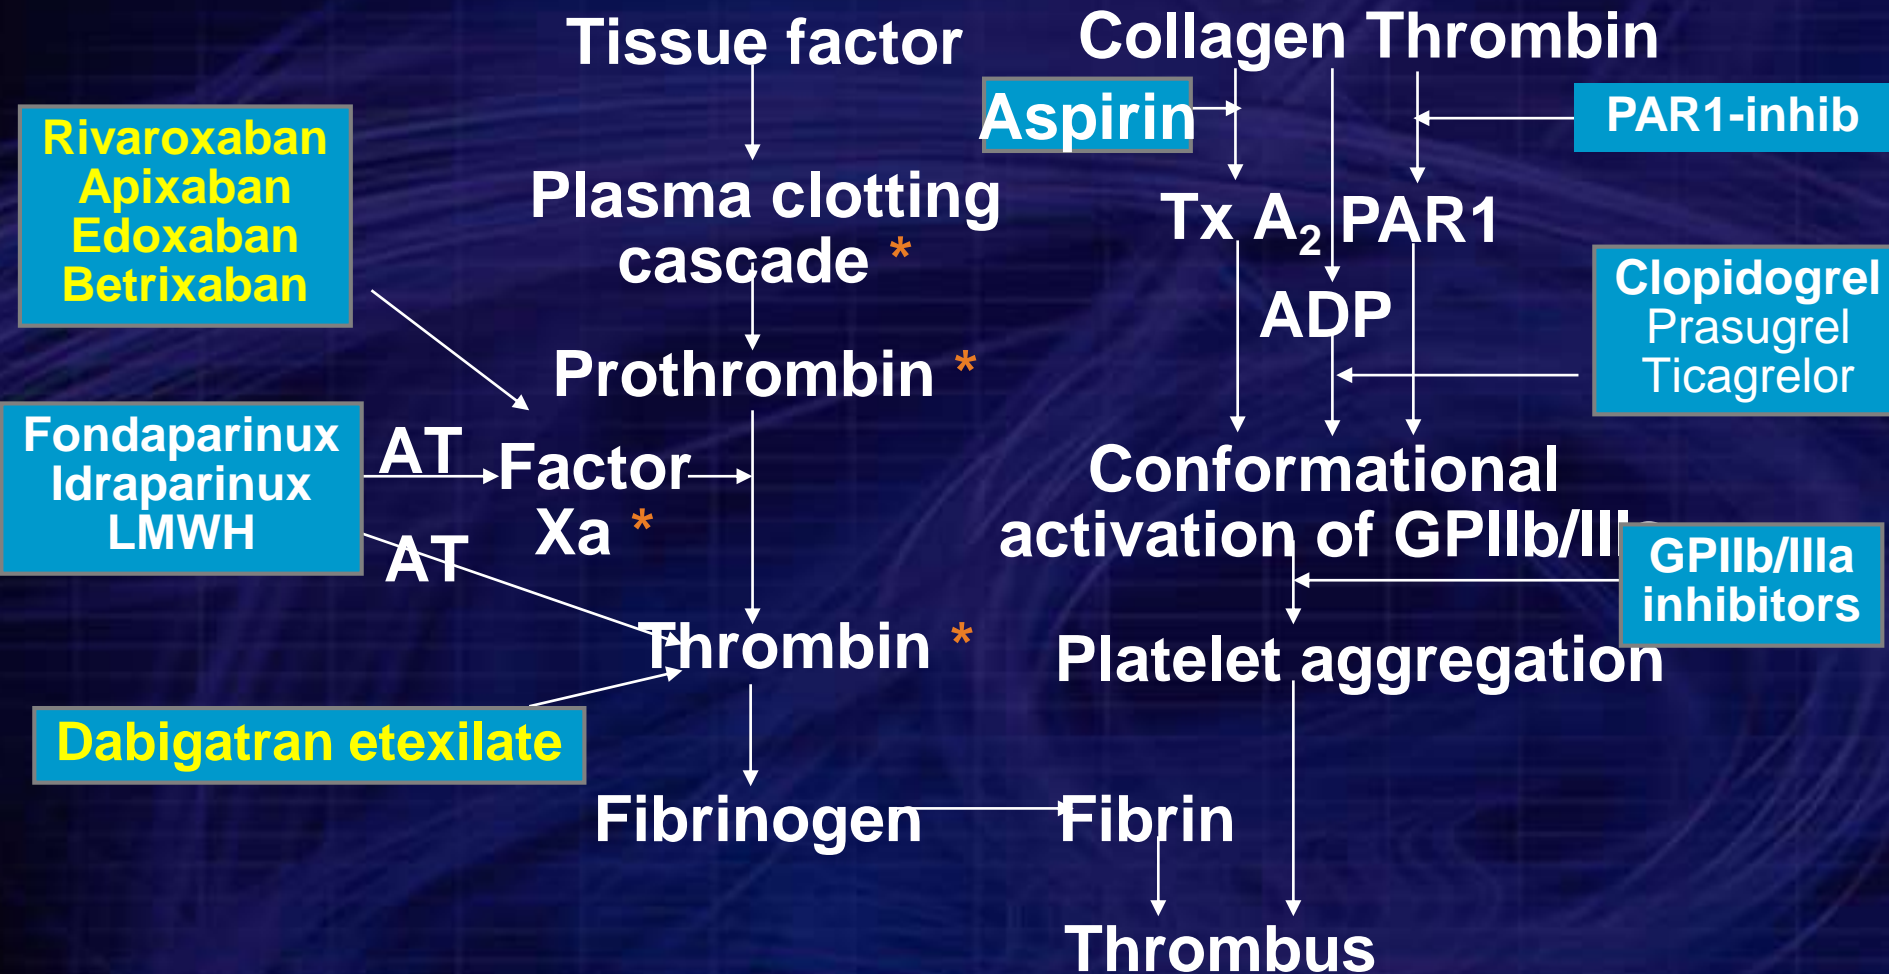 Tissue factor
Collagen Thrombin
Aspirin
PAR1-inhib
Rivaroxaban
Apixaban
Edoxaban
Betrixaban
Plasma clotting
cascade *
Tx A₂ PAR1
ADP
Clopidogrel
Prasugrel
Ticagrelor
Prothrombin *
Fondaparinux
Idraparinux
LMWH
AT
AT
Factor
Xa *
Conformational
activation of
GPIIb/IIIa
inhibitors
Thrombin *
Platelet aggregation
Dabigatran etexilate
Fibrinogen
Fibrin
Thrombus